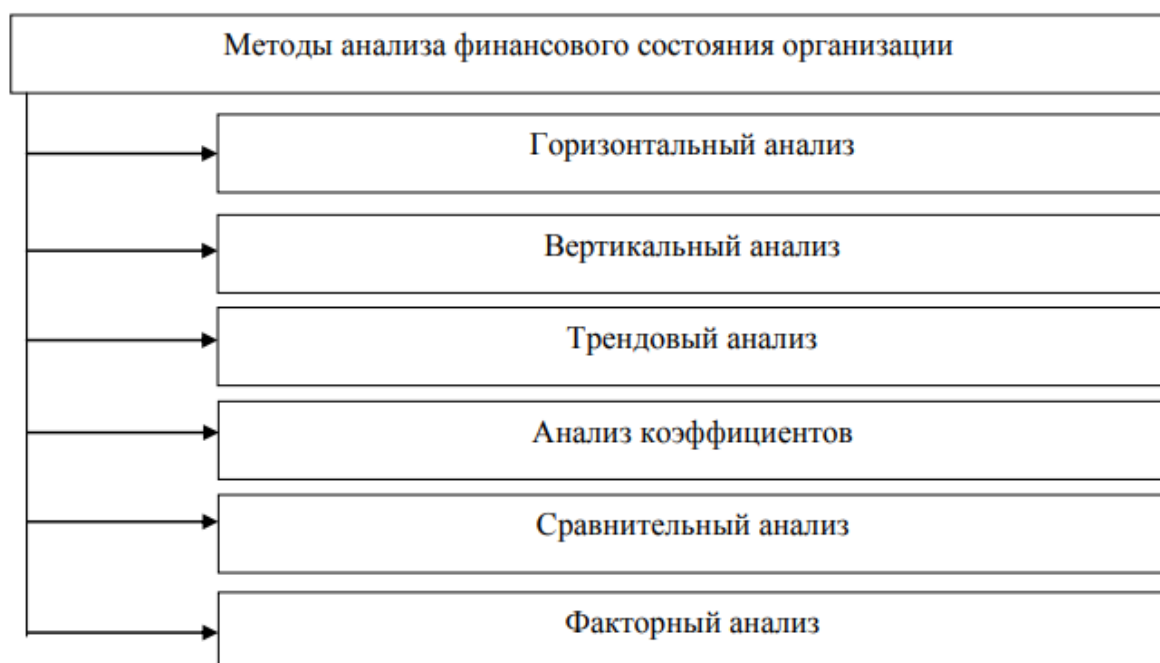 Методы анализа финансового состояния организации
Горизонтальный анализ
Вертикальный анализ
Трендовый анализ
Анализ коэффициентов
Сравнительный анализ
Факторный анализ